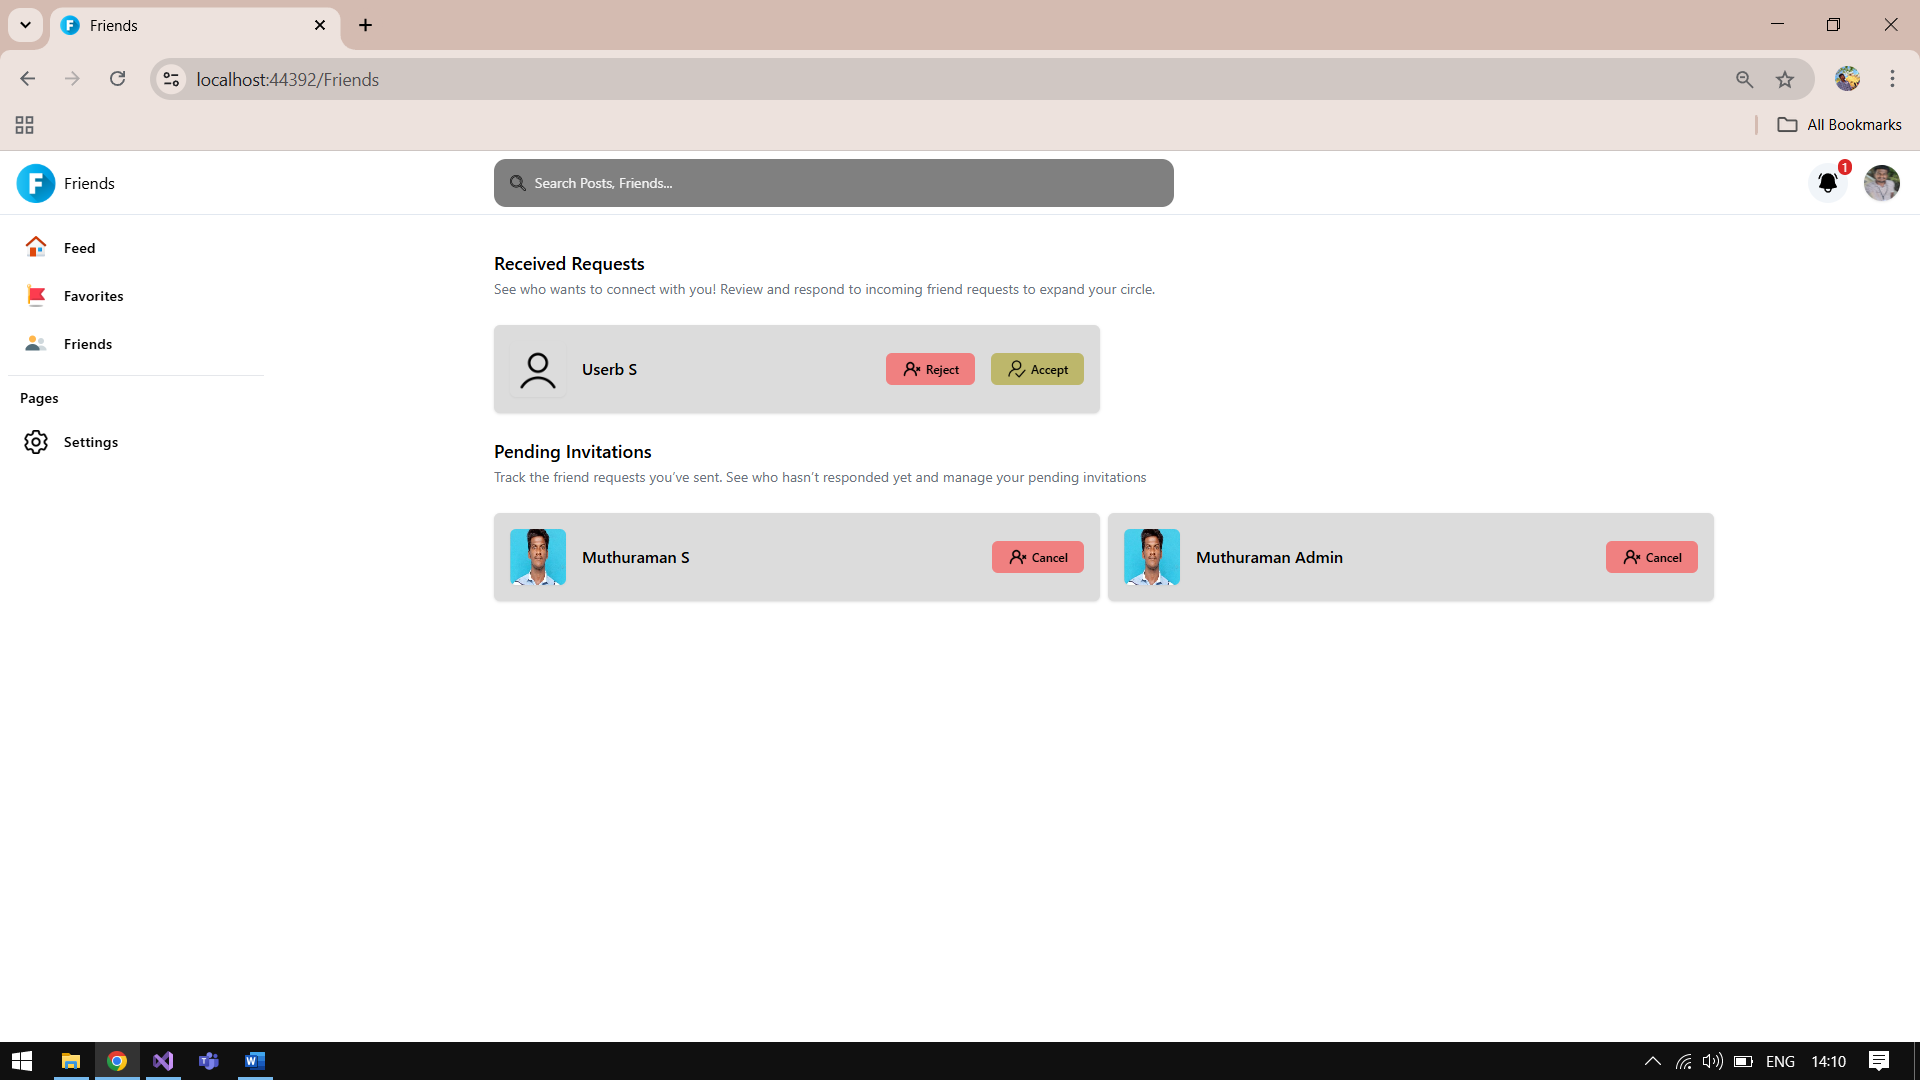 Friends
localhost:44392/Friends
All Bookmarks
F Friends
Search Posts, Friends...
1
Feed
Favorites
Friends
Pages
Settings
Received Requests
See who wants to connect with you! Review and respond to incoming friend requests to expand your circle.
Userb S
Reject
Accept
Pending Invitations
Track the friend requests you’ve sent. See who hasn’t responded yet and manage your pending invitations
Muthuraman S
Cancel
Muthuraman Admin
Cancel
ENG
14:10